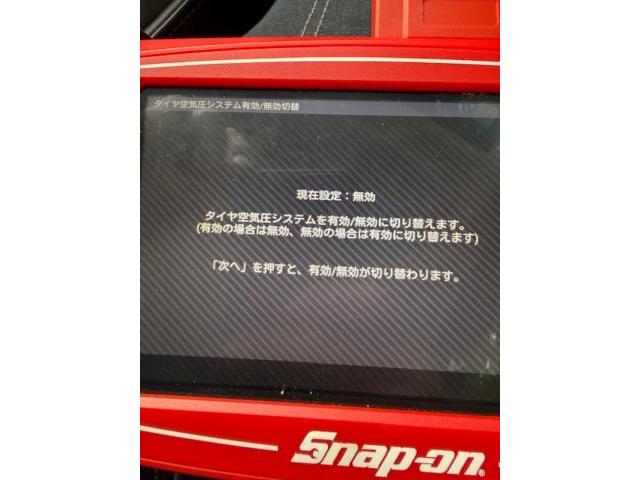 タイヤ空気圧システム有効/無効切替
現在設定：無効
タイヤ空気圧システムを有効/無効に切り替えます。
(有効の場合は無効、無効の場合は有効に切り替えます)
「次へ」を押すと、有効/無効が切り替わります。
Snap-on®